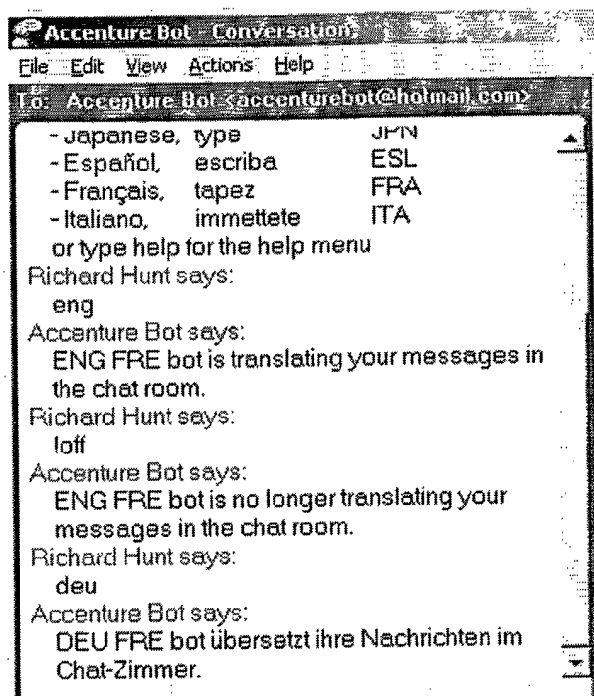 Accenture Bot - Conversation
File Edit View Actions Help
To: Accenture Bot <accenturebot@hotmail.com>
- Japanese, type JPN
- Español, escriba ESL
- Français, tapez FRA
- Italiano, immettete ITA
or type help for the help menu
Richard Hunt says:
eng
Accenture Bot says:
ENG FRE bot is translating your messages in
the chat room.
Richard Hunt says:
!off
Accenture Bot says:
ENG FRE bot is no longer translating your
messages in the chat room.
Richard Hunt says:
deu
Accenture Bot says:
DEU FRE bot übersetzt ihre Nachrichten im
Chat-Zimmer.